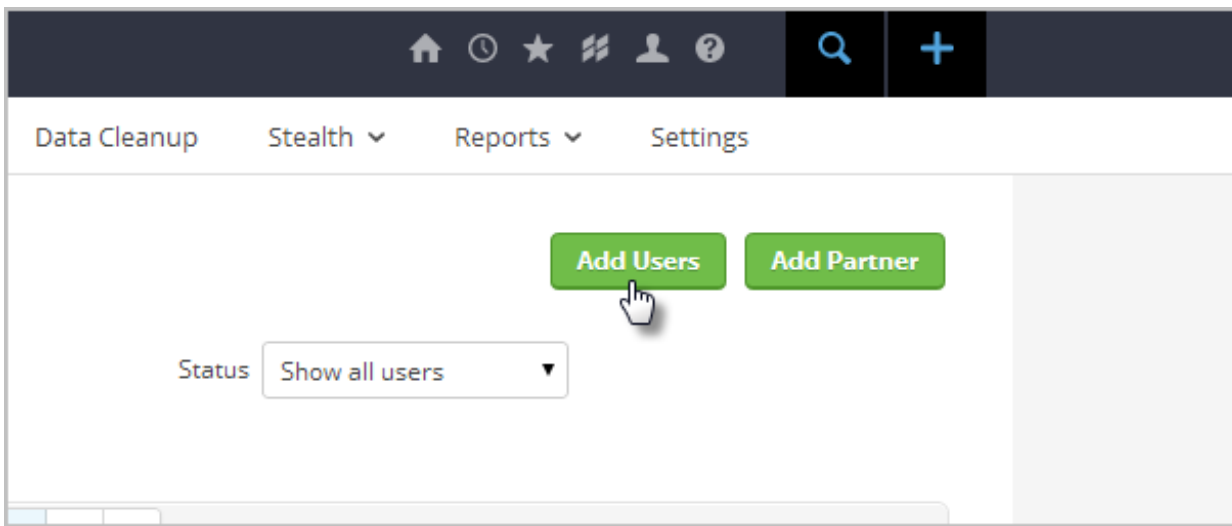 Data Cleanup Stealth Reports Settings
Add Users Add Partner
Status Show all users